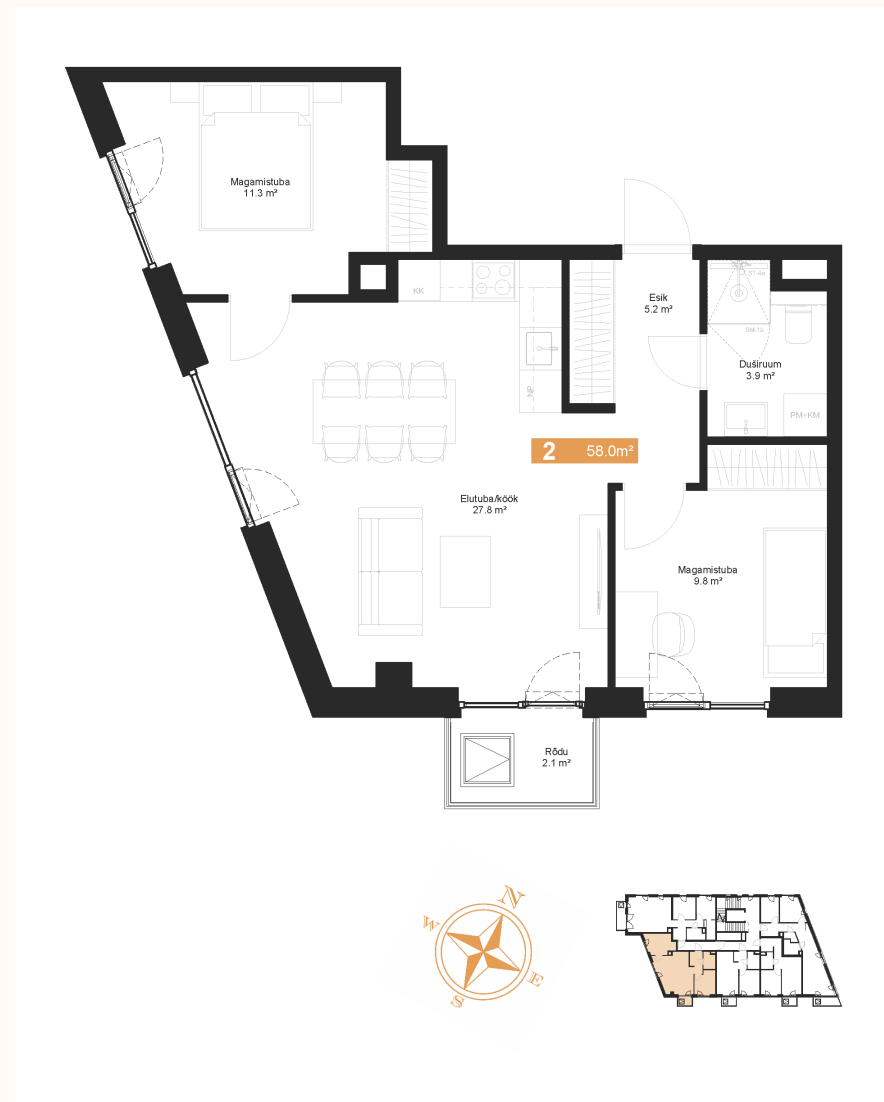 Magamistuba
11.3 m²
KK
Esik
5.2 m²
Duširuum
3.9 m²
NP
PM+KM
2 58.0m²
Elutuba/köök
27.8 m²
Magamistuba
9.8 m²
Rõdu
2.1 m²
N
W
E
S